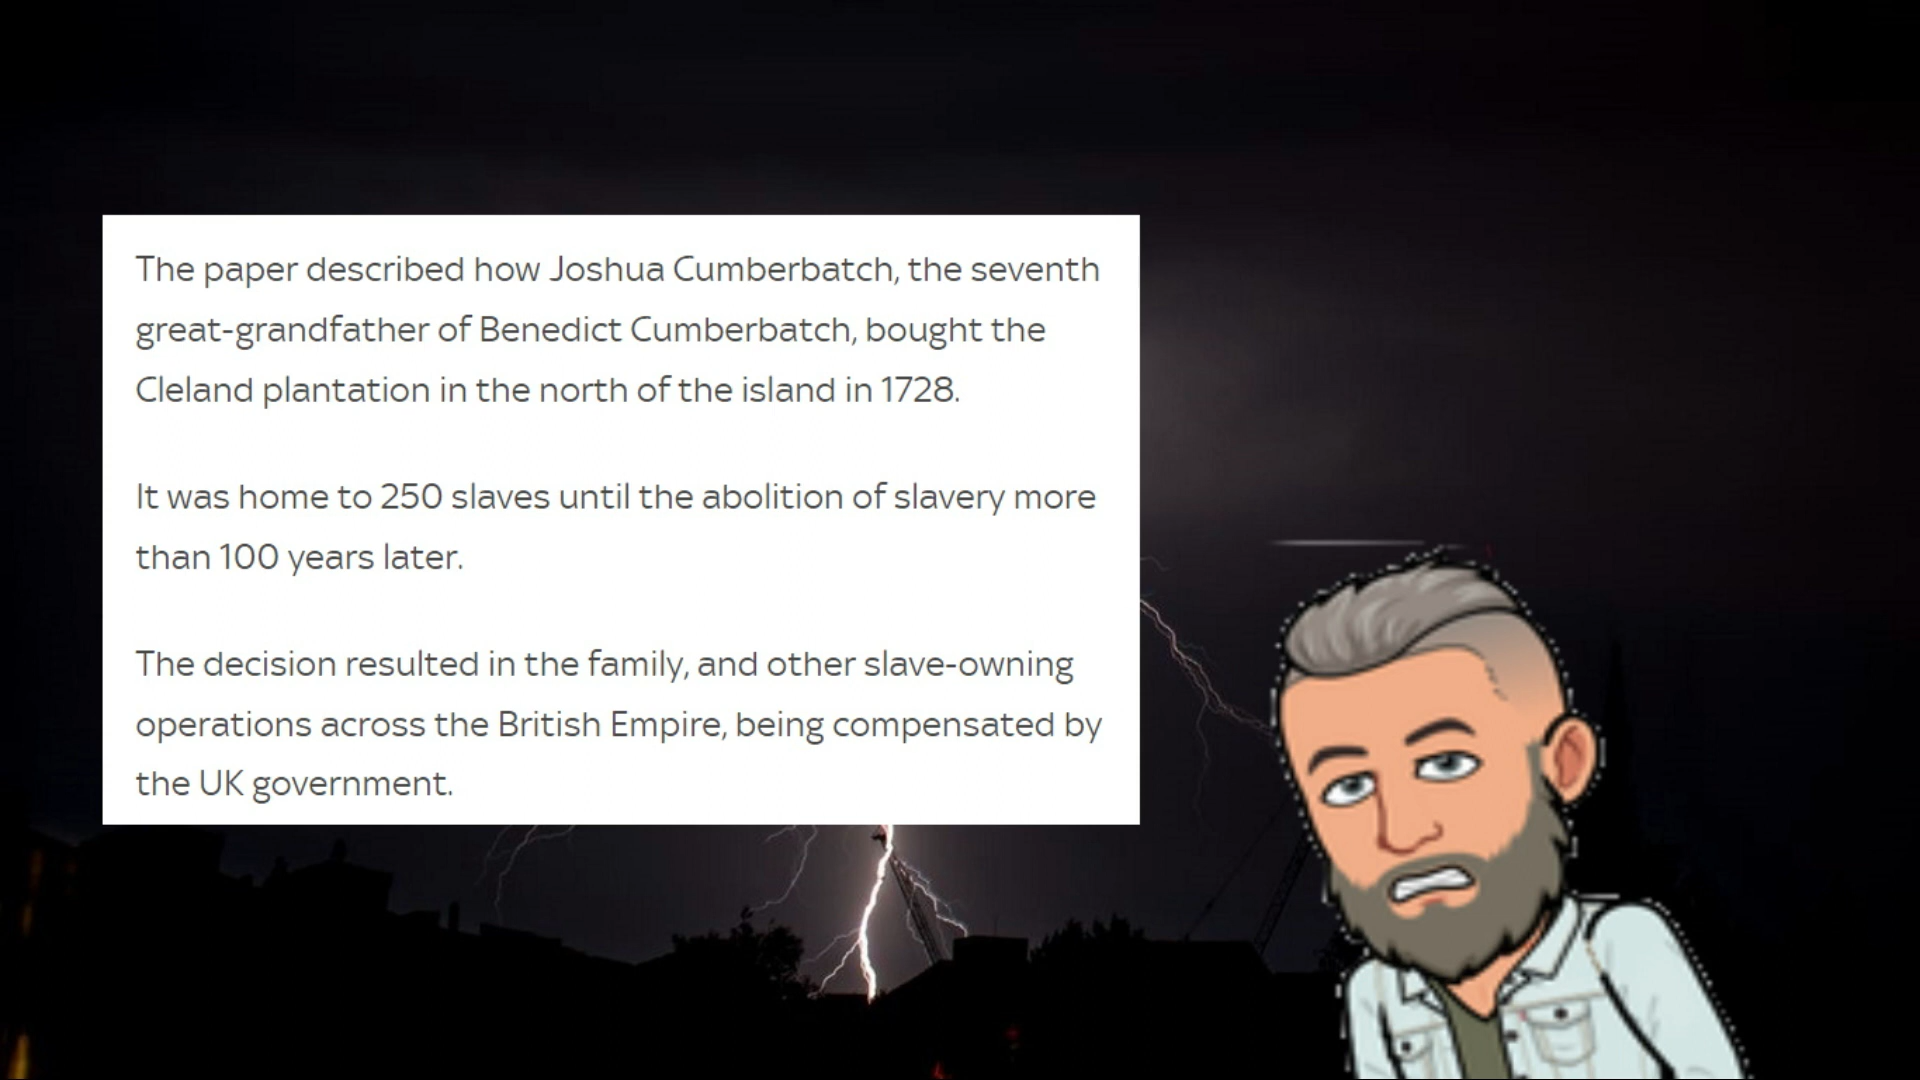 The paper described how Joshua Cumberbatch, the seventh
great-grandfather of Benedict Cumberbatch, bought the
Cleland plantation in the north of the island in 1728.
It was home to 250 slaves until the abolition of slavery more
than 100 years later.
The decision resulted in the family, and other slave-owning
operations across the British Empire, being compensated by
the UK government.